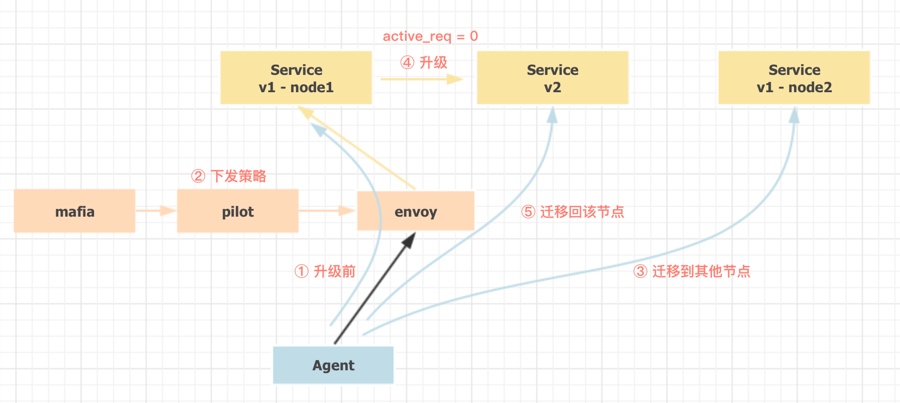 active_req = 0
④ 升级
Service
v1 - node1
Service
v2
Service
v1 - node2
② 下发策略
mafia
pilot
envoy
⑤ 迁移回该节点
① 升级前
③ 迁移到其他节点
Agent